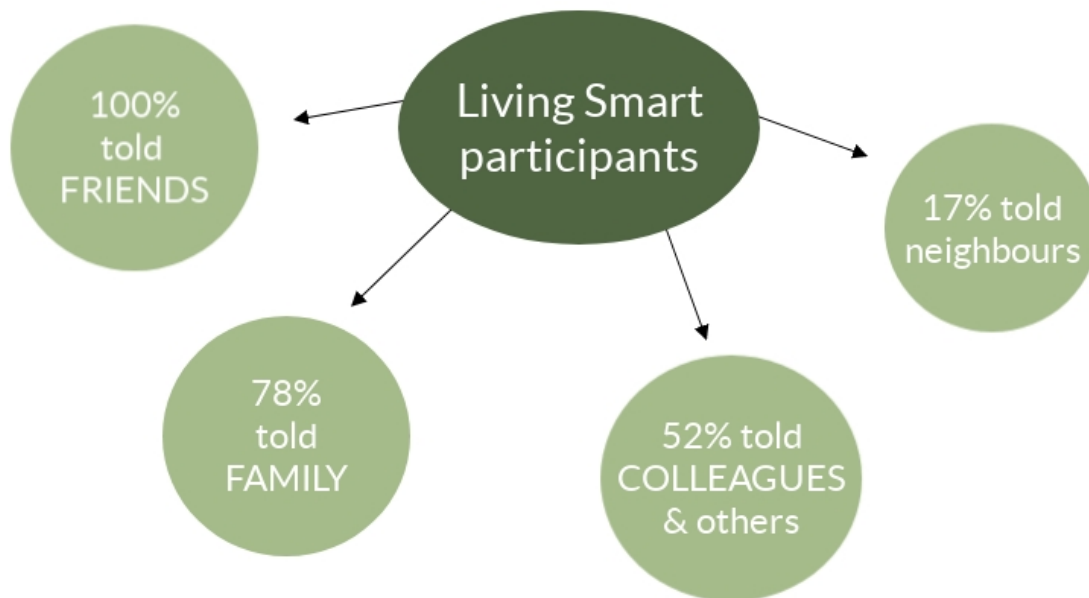 Living Smart
participants
100%
told
FRIENDS
17% told
neighbours
78%
told
FAMILY
52% told
COLLEAGUES
& others